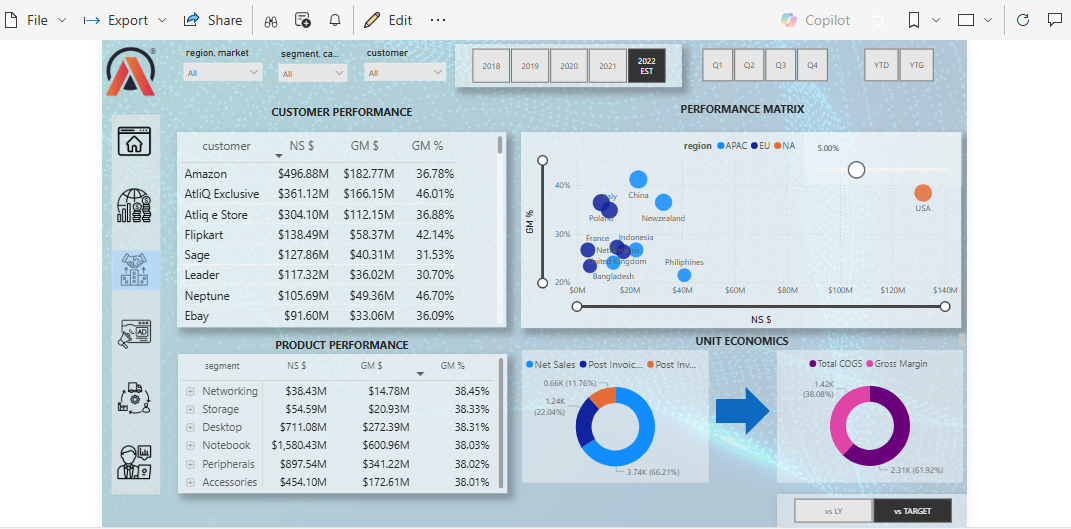 File Export Share Edit ... Copilot
region, market segment, ca... customer
All All All
2018 2019 2020 2021 2022 EST
Q1 Q2 Q3 Q4
YTD YTG
CUSTOMER PERFORMANCE
customer NS $ GM $ GM %
Amazon $496.88M $182.77M 36.78%
AtliQ Exclusive $361.12M $166.15M 46.01%
Atliq e Store $304.10M $112.15M 36.88%
Flipkart $138.49M $58.37M 42.14%
Sage $127.86M $40.31M 31.53%
Leader $117.32M $36.02M 30.70%
Neptune $105.69M $49.36M 46.70%
Ebay $91.60M $33.06M 36.09%
PERFORMANCE MATRIX
region APAC EU NA
5.00%
GM %
40%
30%
20%
Italy China
Poland Newzealand
USA
France Indonesia
Netherlands
United Kingdom Philiphines
Bangladesh
$0M $20M $40M $60M $80M $100M $120M $140M
NS $
PRODUCT PERFORMANCE
segment NS $ GM $ GM %
Networking $38.43M $14.78M 38.45%
Storage $54.59M $20.93M 38.33%
Desktop $711.08M $272.39M 38.31%
Notebook $1,580.43M $600.96M 38.03%
Peripherals $897.54M $341.22M 38.02%
Accessories $454.10M $172.61M 38.01%
UNIT ECONOMICS
Net Sales Post Invoic... Post Inv...
0.66K (11.76%)
1.24K
(22.04%)
3.74K (66.21%)
Total COGS Gross Margin
1.42K
(38.08%)
2.31K (61.92%)
vs LY vs TARGET
AD